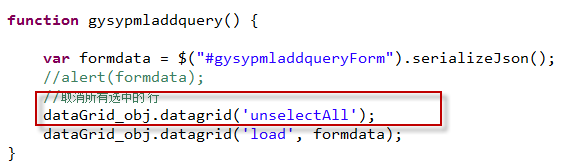 function gysypmladdquery() {
var formdata = $("#gysypmladdqueryForm").serializeJson();
//alert(formdata);
//取消所有选中的行
dataGrid_obj.datagrid('unselectAll');
dataGrid_obj.datagrid('load', formdata);
}